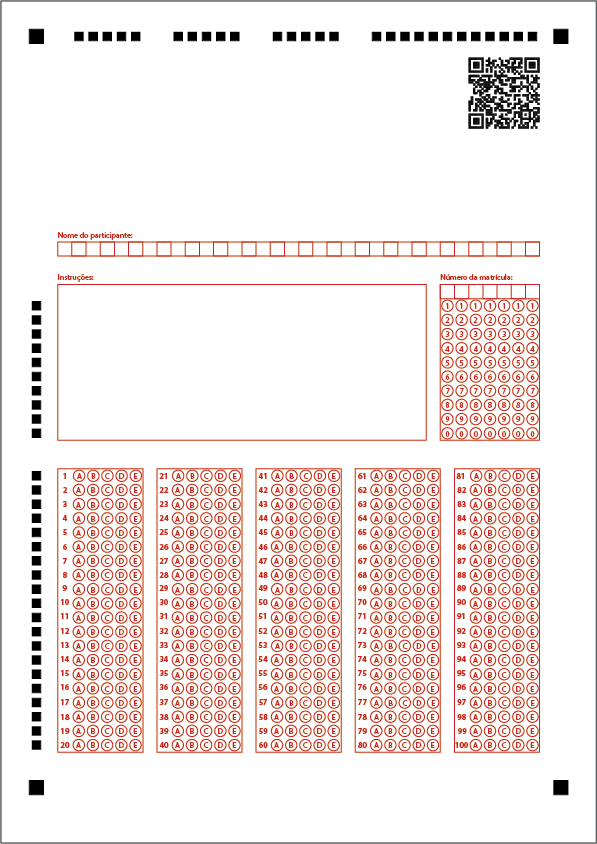 Nome do participante:
Instruções:
Número da matrícula:
1 1 1 1 1 1 1
2 2 2 2 2 2 2
3 3 3 3 3 3 3
4 4 4 4 4 4 4
5 5 5 5 5 5 5
6 6 6 6 6 6 6
7 7 7 7 7 7 7
8 8 8 8 8 8 8
9 9 9 9 9 9 9
0 0 0 0 0 0 0
1 A B C D E 21 A B C D E 41 A B C D E 61 A B C D E 81 A B C D E
2 A B C D E 22 A B C D E 42 A B C D E 62 A B C D E 82 A B C D E
3 A B C D E 23 A B C D E 43 A B C D E 63 A B C D E 83 A B C D E
4 A B C D E 24 A B C D E 44 A B C D E 64 A B C D E 84 A B C D E
5 A B C D E 25 A B C D E 45 A B C D E 65 A B C D E 85 A B C D E
6 A B C D E 26 A B C D E 46 A B C D E 66 A B C D E 86 A B C D E
7 A B C D E 27 A B C D E 47 A B C D E 67 A B C D E 87 A B C D E
8 A B C D E 28 A B C D E 48 A B C D E 68 A B C D E 88 A B C D E
9 A B C D E 29 A B C D E 49 A B C D E 69 A B C D E 89 A B C D E
10 A B C D E 30 A B C D E 50 A B C D E 70 A B C D E 90 A B C D E
11 A B C D E 31 A B C D E 51 A B C D E 71 A B C D E 91 A B C D E
12 A B C D E 32 A B C D E 52 A B C D E 72 A B C D E 92 A B C D E
13 A B C D E 33 A B C D E 53 A B C D E 73 A B C D E 93 A B C D E
14 A B C D E 34 A B C D E 54 A B C D E 74 A B C D E 94 A B C D E
15 A B C D E 35 A B C D E 55 A B C D E 75 A B C D E 95 A B C D E
16 A B C D E 36 A B C D E 56 A B C D E 76 A B C D E 96 A B C D E
17 A B C D E 37 A B C D E 57 A B C D E 77 A B C D E 97 A B C D E
18 A B C D E 38 A B C D E 58 A B C D E 78 A B C D E 98 A B C D E
19 A B C D E 39 A B C D E 59 A B C D E 79 A B C D E 99 A B C D E
20 A B C D E 40 A B C D E 60 A B C D E 80 A B C D E 100 A B C D E